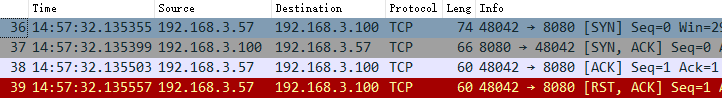 Time Source Destination Protocol Leng Info
36 14:57:32.135355 192.168.3.57 192.168.3.100 TCP 74 48042 → 8080 [SYN] Seq=0 Win=29
37 14:57:32.135399 192.168.3.100 192.168.3.57 TCP 66 8080 → 48042 [SYN, ACK] Seq=0 A
38 14:57:32.135503 192.168.3.57 192.168.3.100 TCP 60 48042 → 8080 [ACK] Seq=1 Ack=1
39 14:57:32.135557 192.168.3.57 192.168.3.100 TCP 60 48042 → 8080 [RST, ACK] Seq=1 A